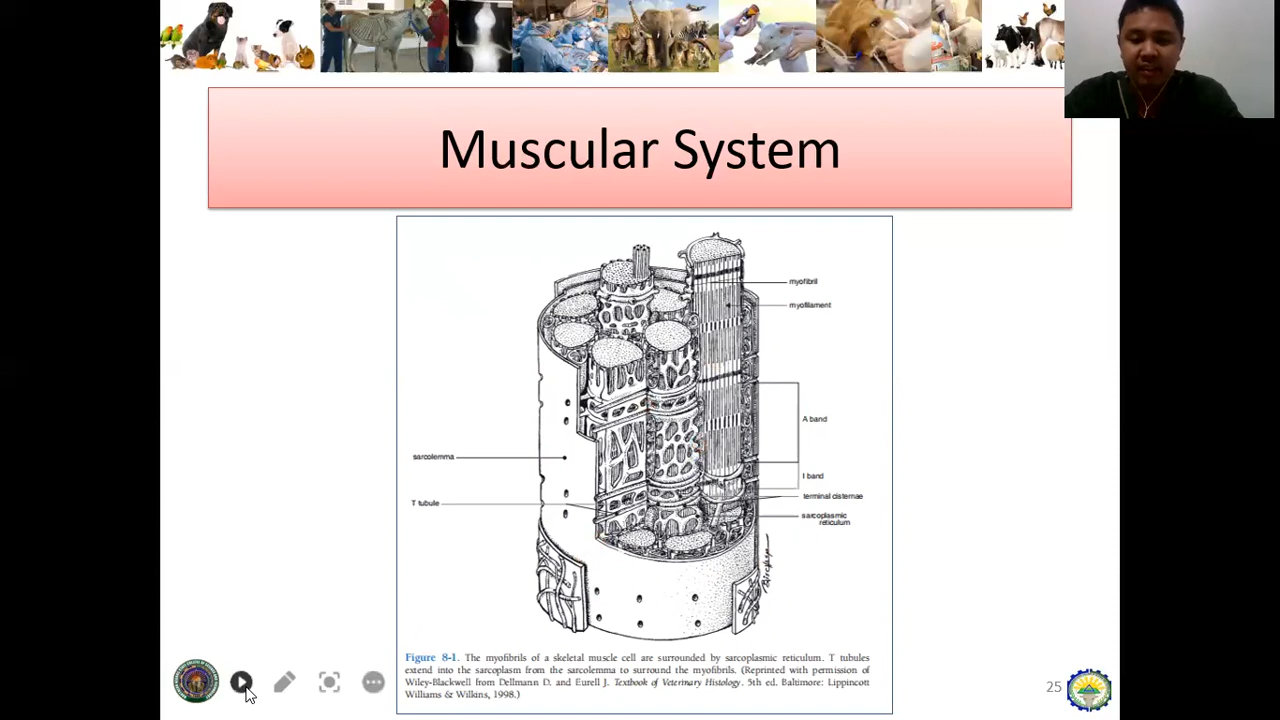 Muscular System
myofibril
myofilament
A band
sarcolemma
I band
terminal cisternae
T tubule
sarcoplasmic
reticulum
Figure 8-1. The myofibrils of a skeletal muscle cell are surrounded by sarcoplasmic reticulum. T tubules
extend into the sarcoplasm from the sarcolemma to surround the myofibrils. (Reprinted with permission of
Wiley-Blackwell from Dellmann D. and Eurell J. Textbook of Veterinary Histology. 5th ed. Baltimore: Lippincott
Williams & Wilkins, 1998.)
25